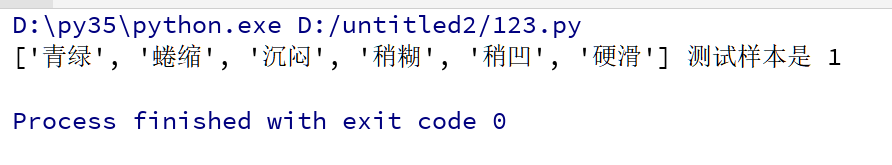 D:\py35\python.exe D:/untitled2/123.py
['青绿', '蜷缩', '沉闷', '稍糊', '稍凹', '硬滑'] 测试样本是 1
Process finished with exit code 0